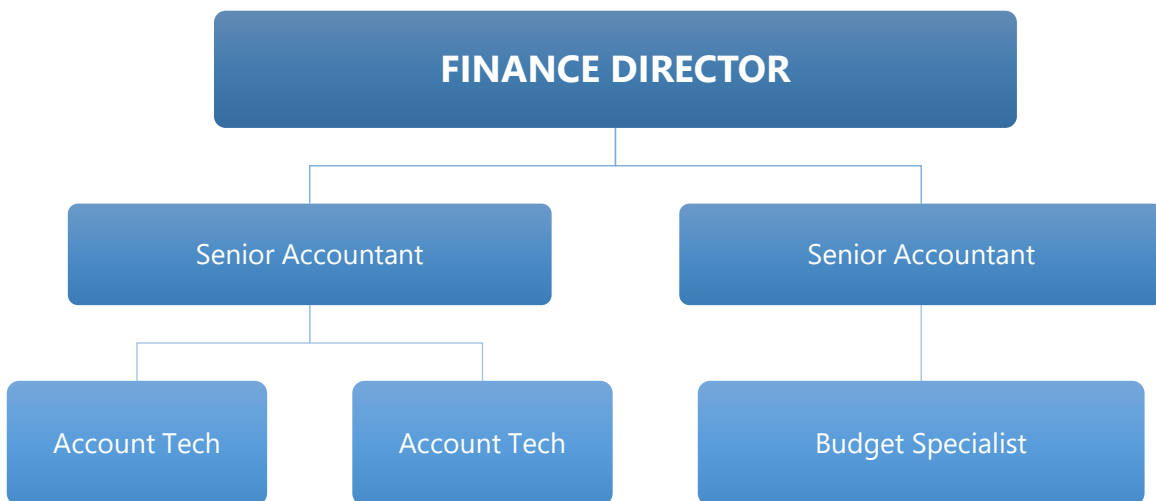 FINANCE DIRECTOR
Senior Accountant
Senior Accountant
Account Tech
Account Tech
Budget Specialist